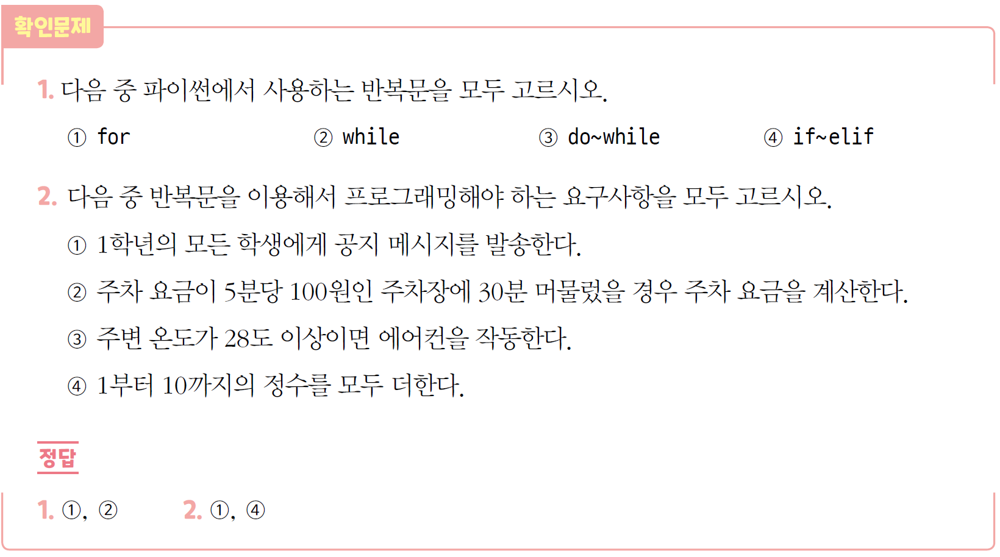 확인문제
1. 다음 중 파이썬에서 사용하는 반복문을 모두 고르시오.
① for ② while ③ do~while ④ if~elif
2. 다음 중 반복문을 이용해서 프로그래밍해야 하는 요구사항을 모두 고르시오.
① 1학년의 모든 학생에게 공지 메시지를 발송한다.
② 주차 요금이 5분당 100원인 주차장에 30분 머물렀을 경우 주차 요금을 계산한다.
③ 주변 온도가 28도 이상이면 에어컨을 작동한다.
④ 1부터 10까지의 정수를 모두 더한다.
정답
1. ①, ② 2. ①, ④